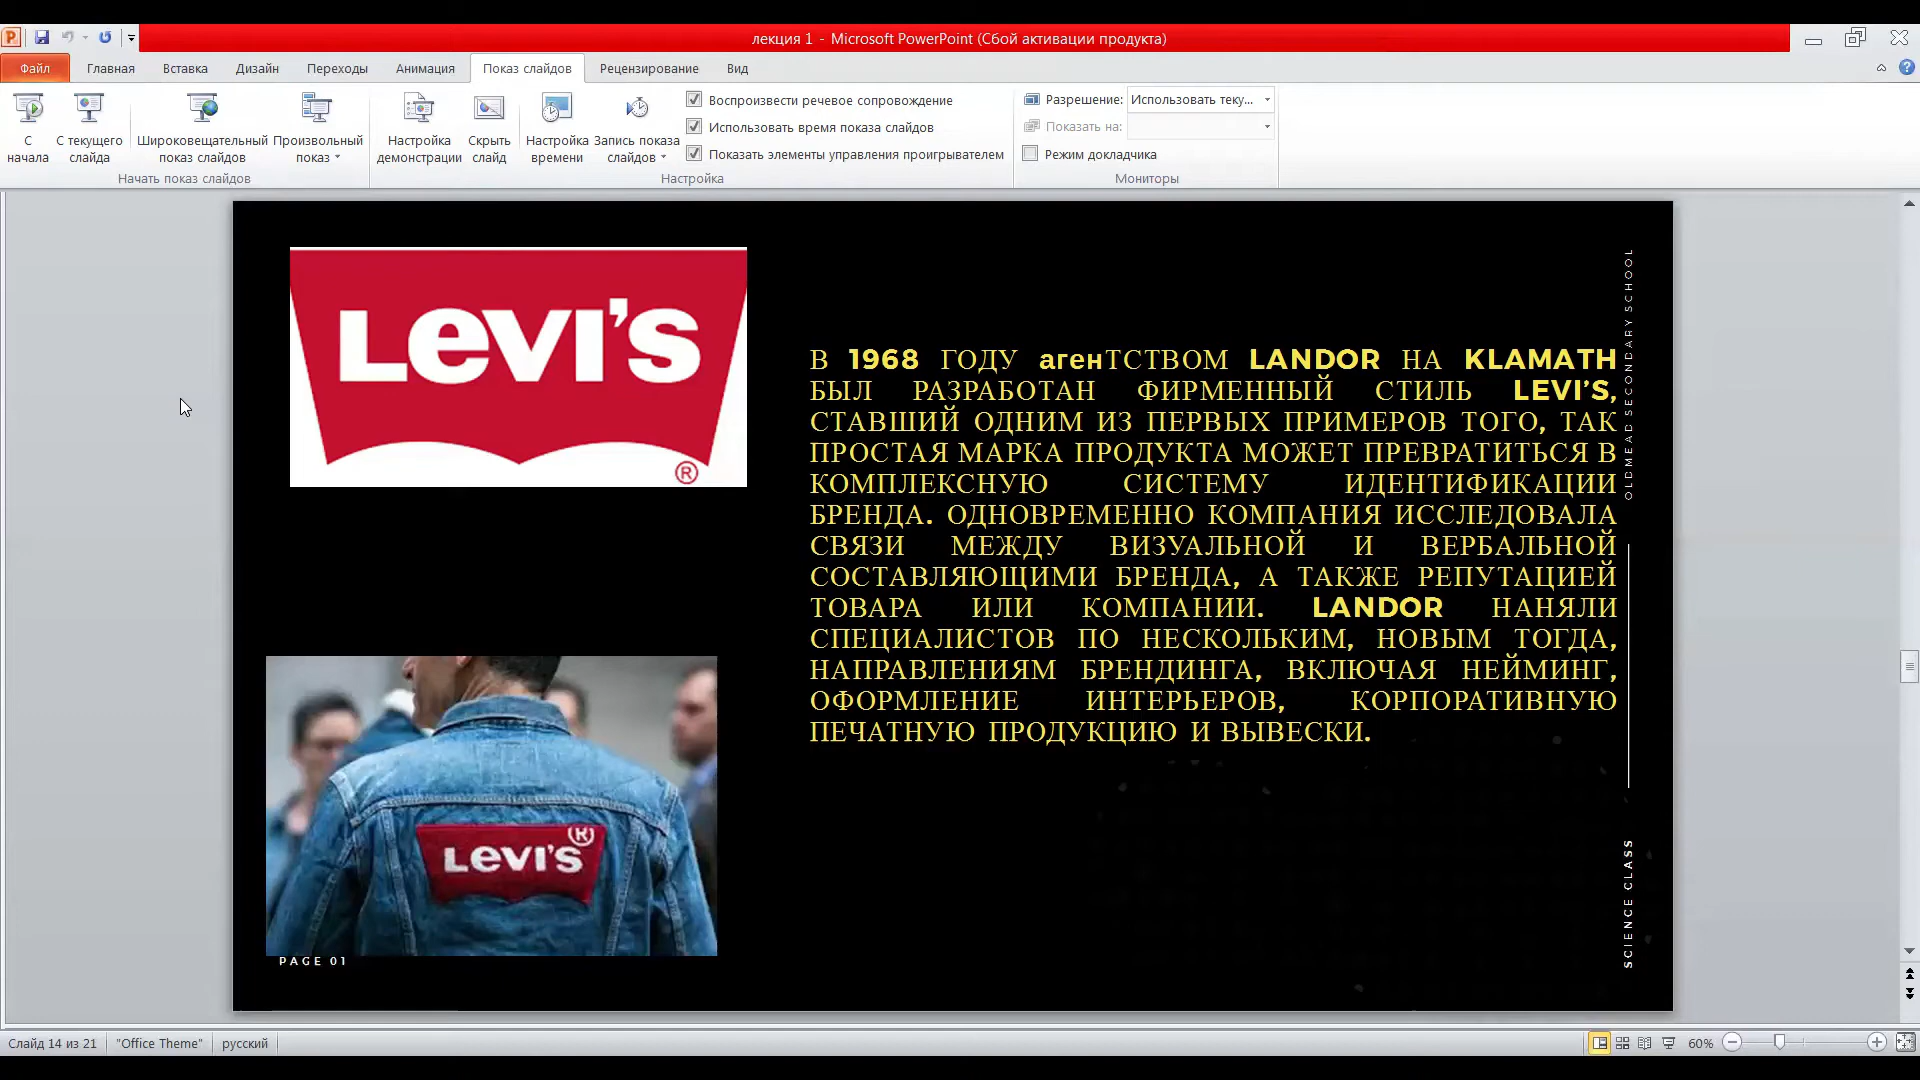 лекция 1 - Microsoft PowerPoint (Сбой активации продукта)
Файл Главная Вставка Дизайн Переходы Анимация Показ слайдов Рецензирование Вид
С начала
С текущего слайда
Широковещательный показ слайдов
Произвольный показ
Начать показ слайдов
Настройка демонстрации
Скрыть слайд
Настройка времени
Запись показа слайдов
Воспроизвести речевое сопровождение
Использовать время показа слайдов
Показать элементы управления проигрывателем
Настройка
Разрешение: Использовать теку...
Показать на:
Режим докладчика
Мониторы
LEVI'S
®
LEVI'S
®
PAGE 01
В 1968 ГОДУ агенТСТВОМ LANDOR НА KLAMATH
БЫЛ РАЗРАБОТАН ФИРМЕННЫЙ СТИЛЬ LEVI’S,
СТАВШИЙ ОДНИМ ИЗ ПЕРВЫХ ПРИМЕРОВ ТОГО, ТАК
ПРОСТАЯ МАРКА ПРОДУКТА МОЖЕТ ПРЕВРАТИТЬСЯ В
КОМПЛЕКСНУЮ СИСТЕМУ ИДЕНТИФИКАЦИИ
БРЕНДА. ОДНОВРЕМЕННО КОМПАНИЯ ИССЛЕДОВАЛА
СВЯЗИ МЕЖДУ ВИЗУАЛЬНОЙ И ВЕРБАЛЬНОЙ
СОСТАВЛЯЮЩИМИ БРЕНДА, А ТАКЖЕ РЕПУТАЦИЕЙ
ТОВАРА ИЛИ КОМПАНИИ. LANDOR НАНЯЛИ
СПЕЦИАЛИСТОВ ПО НЕСКОЛЬКИМ, НОВЫМ ТОГДА,
НАПРАВЛЕНИЯМ БРЕНДИНГА, ВКЛЮЧАЯ НЕЙМИНГ,
ОФОРМЛЕНИЕ ИНТЕРЬЕРОВ, КОРПОРАТИВНУЮ
ПЕЧАТНУЮ ПРОДУКЦИЮ И ВЫВЕСКИ.
OLDMEAD SECONDARY SCHOOL
SCIENCE CLASS
Слайд 14 из 21 "Office Theme" русский 60%